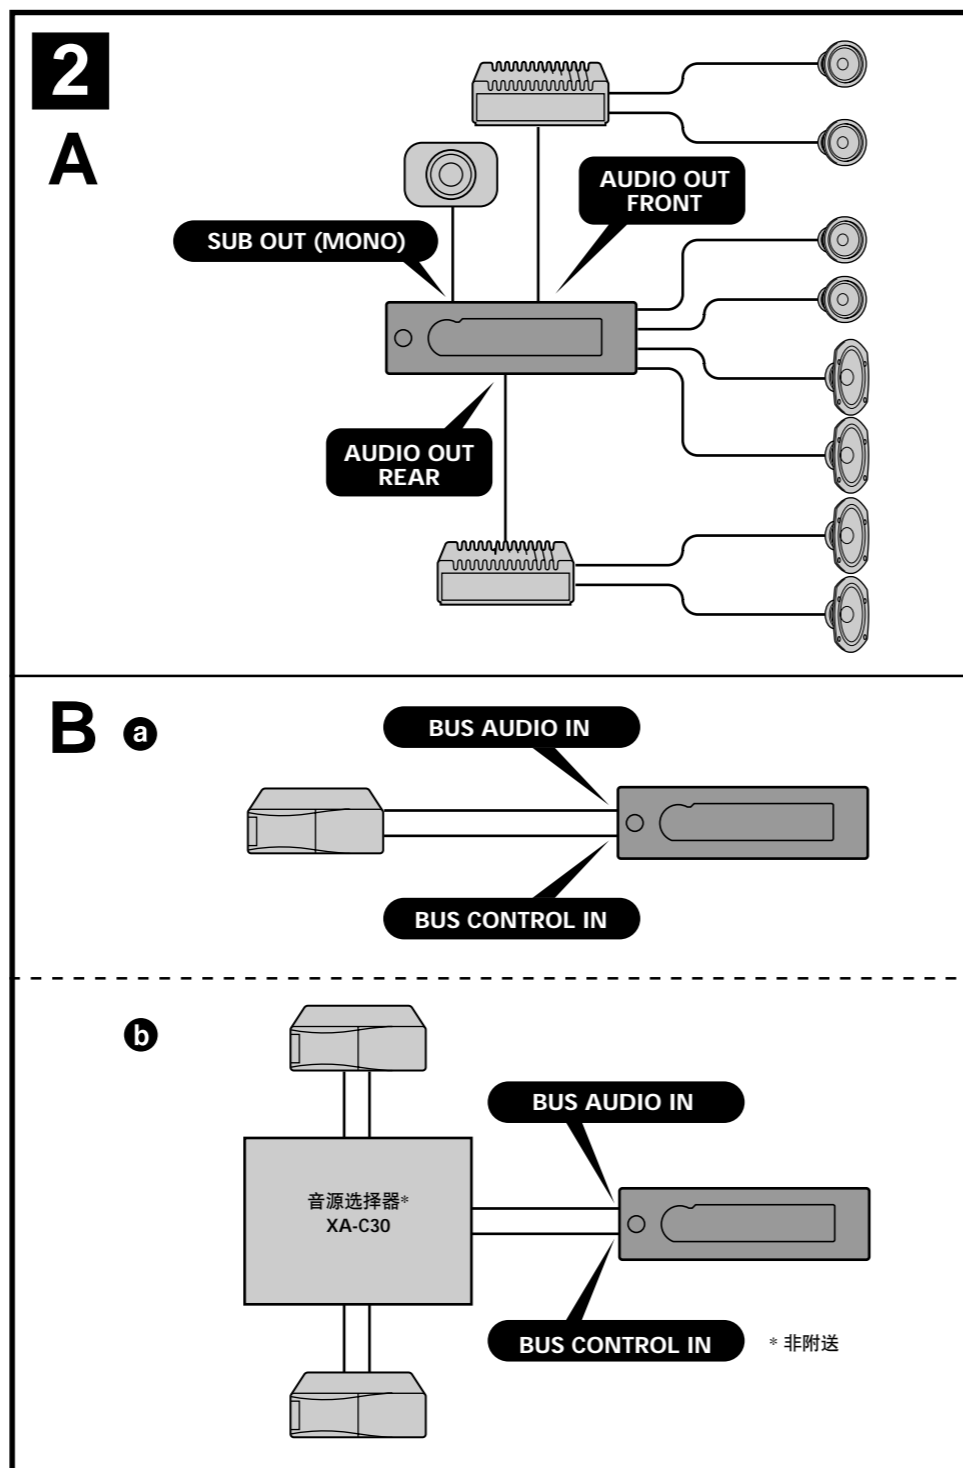 2
A
AUDIO OUT
FRONT
SUB OUT (MONO)
AUDIO OUT
REAR
B a
BUS AUDIO IN
BUS CONTROL IN
b
BUS AUDIO IN
音源选择器*
XA-C30
BUS CONTROL IN
* 非附送